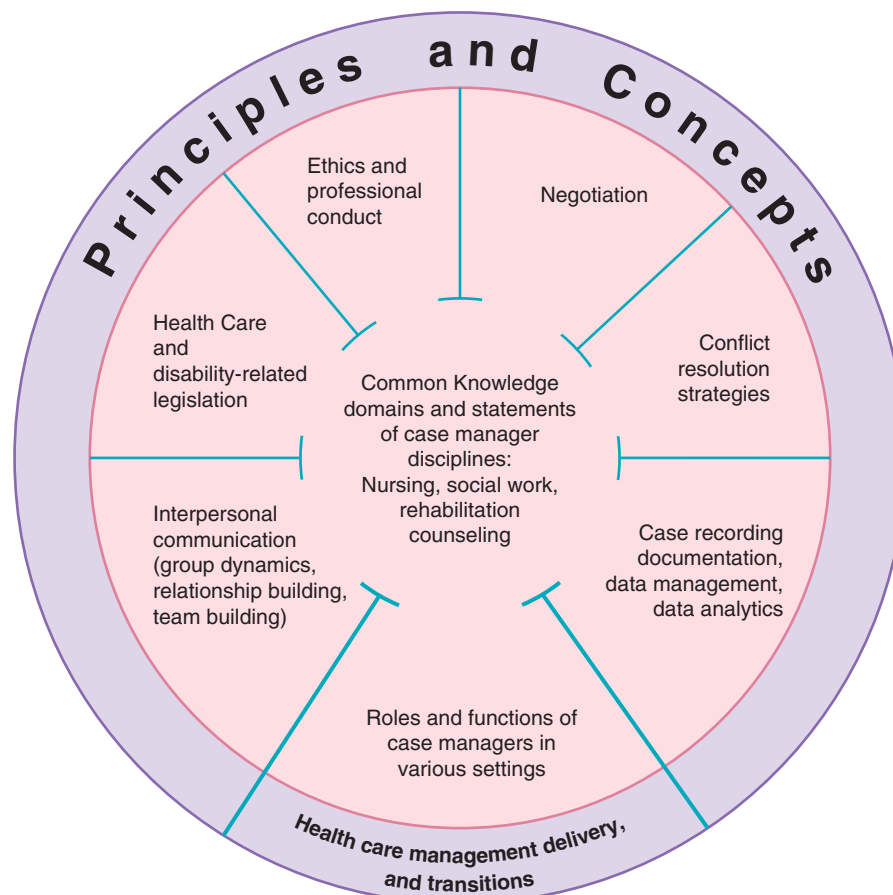 Principles and Concepts
Ethics and
professional
conduct
Negotiation
Health Care
and
disability-related
legislation
Conflict
resolution
strategies
Common Knowledge
domains and statements
of case manager
disciplines:
Nursing, social work,
rehabilitation
counseling
Interpersonal
communication
(group dynamics,
relationship building,
team building)
Case recording
documentation,
data management,
data analytics
Roles and functions of
case managers in
various settings
Health care management delivery,
and transitions